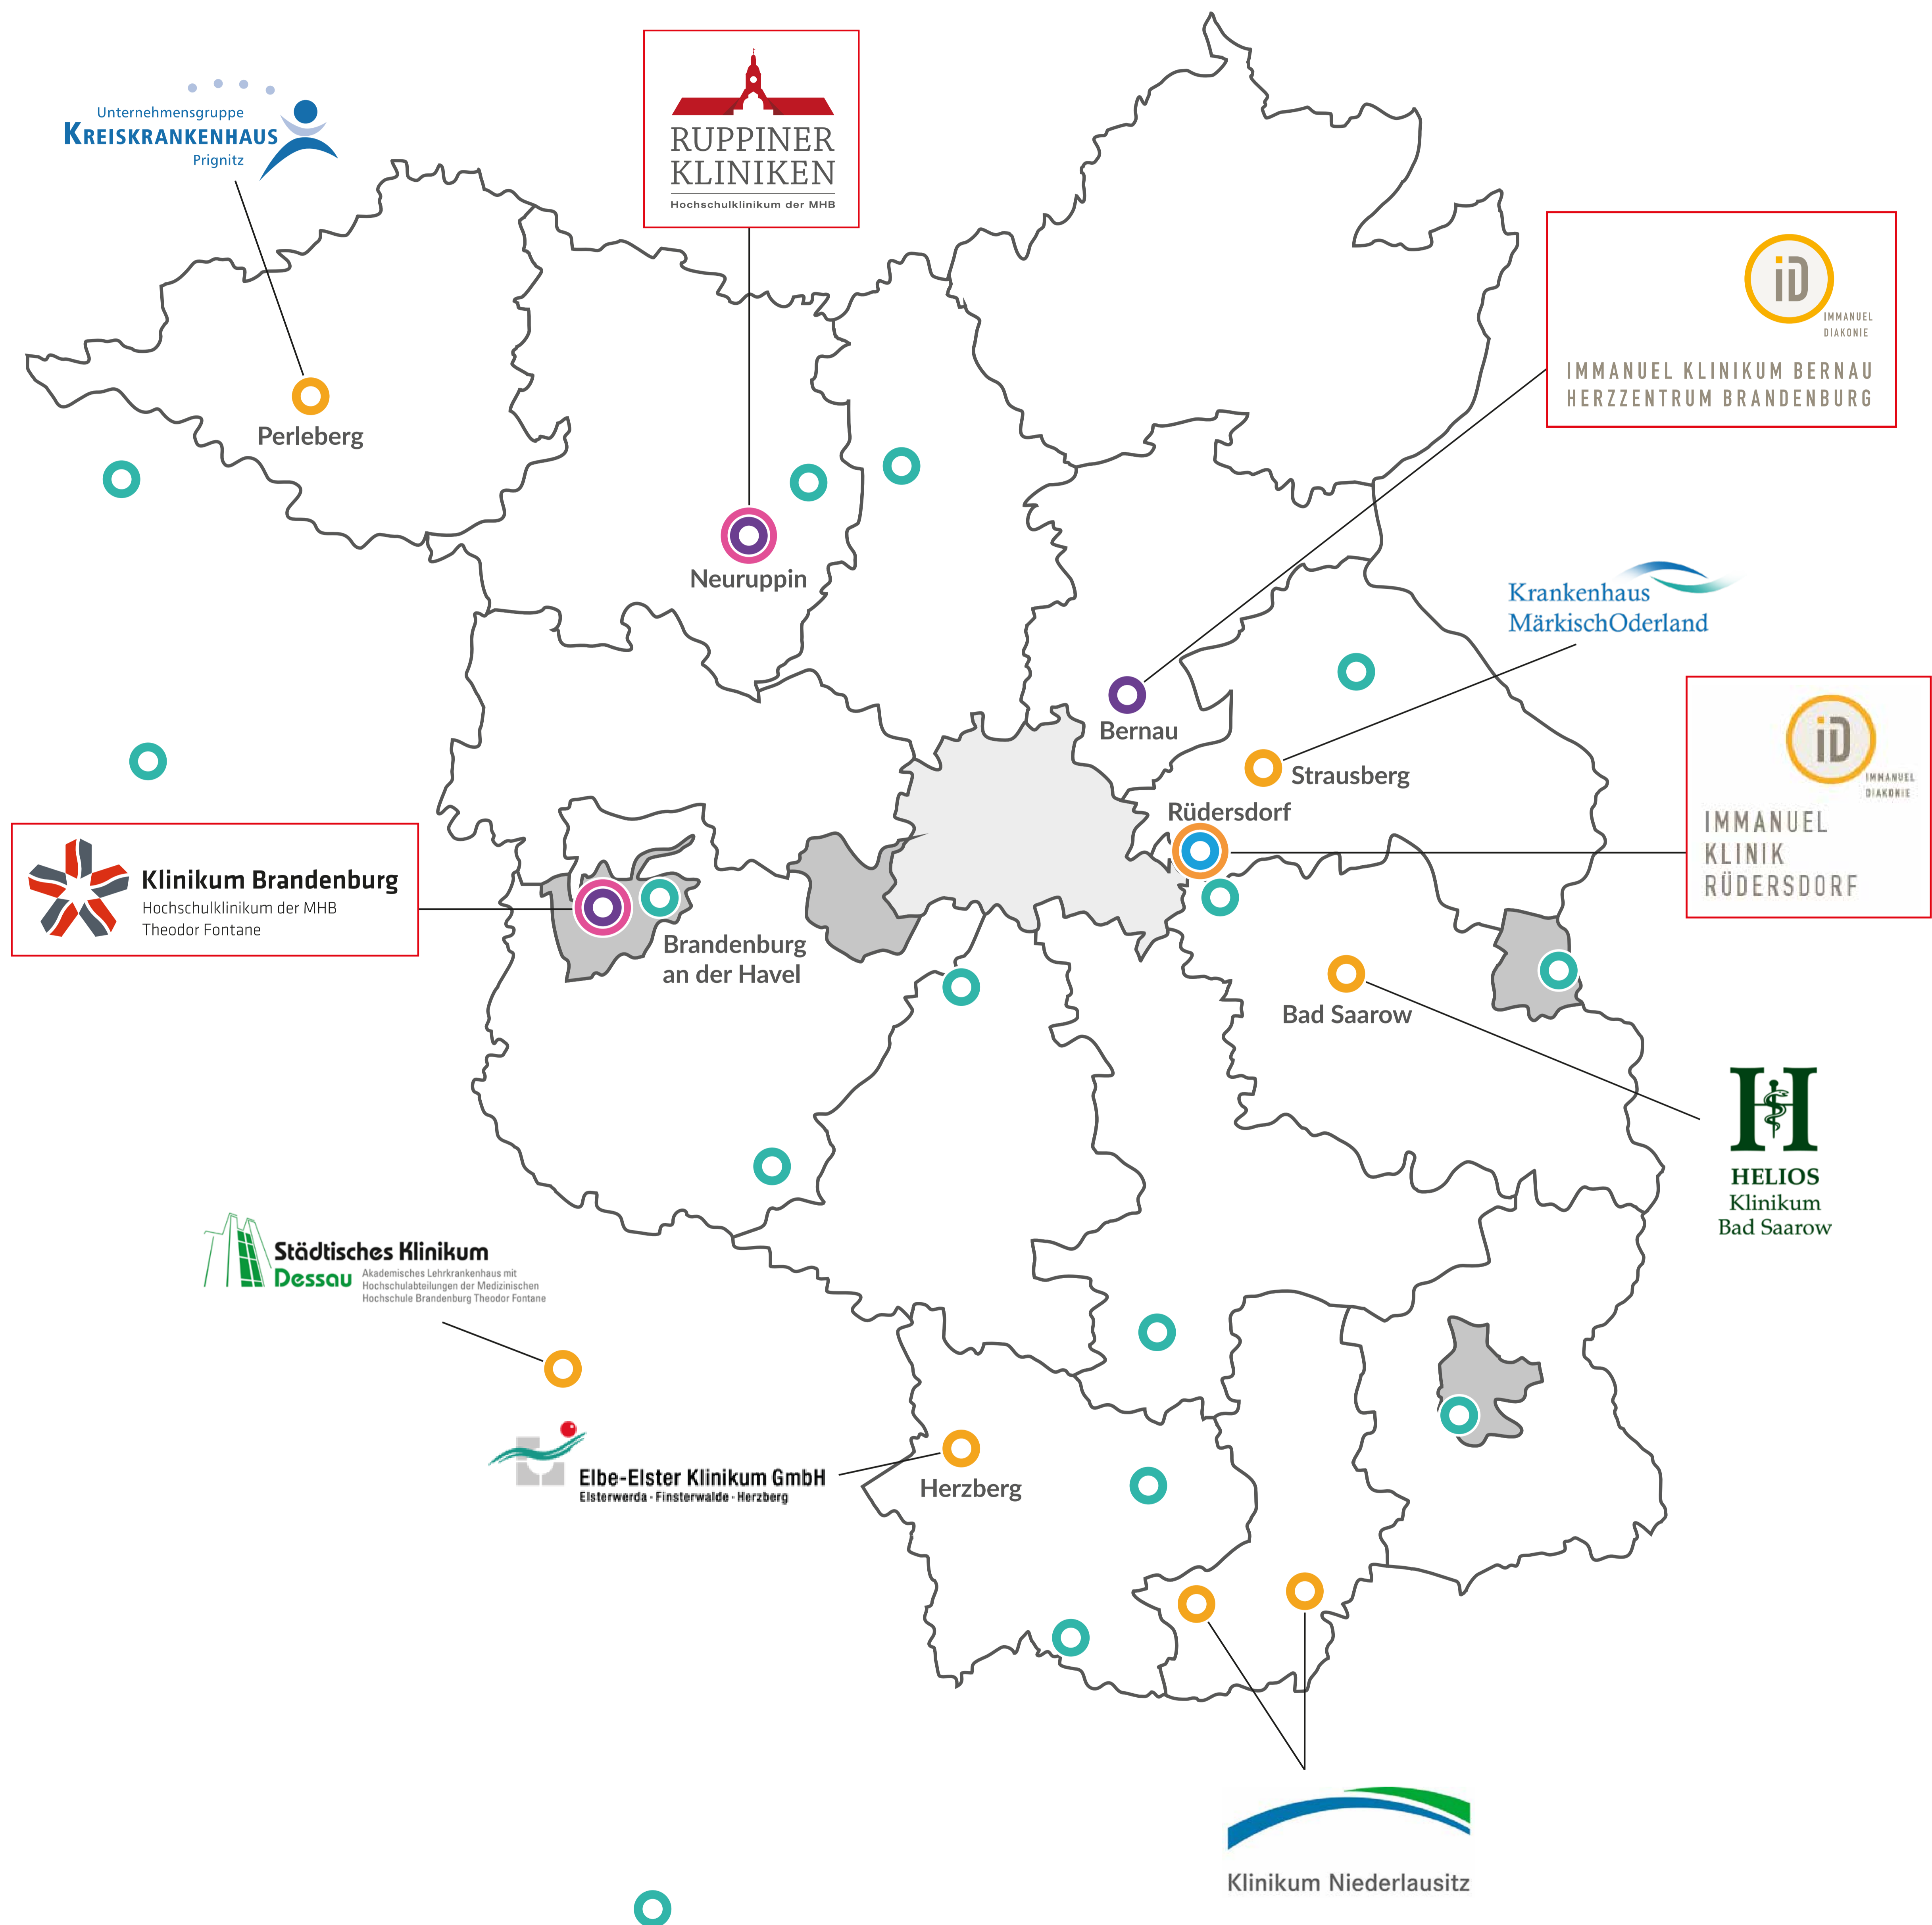 Unternehmensgruppe
KREISKRANKENHAUS
Prignitz
RUPPINER
KLINIKEN
Hochschulklinikum der MHB
iD
IMMANUEL
DIAKONIE
IMMANUEL KLINIKUM BERNAU
HERZZENTRUM BRANDENBURG
Perleberg
Neuruppin
Krankenhaus
MärkischOderland
Bernau
Strausberg
Rüdersdorf
iD
IMMANUEL
DIAKONIE
IMMANUEL
KLINIK
RÜDERSDORF
Klinikum Brandenburg
Hochschulklinikum der MHB
Theodor Fontane
Brandenburg
an der Havel
Bad Saarow
H
HELIOS
Klinikum
Bad Saarow
Städtisches Klinikum
Dessau
Akademisches Lehrkrankenhaus mit
Hochschulabteilungen der Medizinischen
Hochschule Brandenburg Theodor Fontane
Elbe-Elster Klinikum GmbH
Elsterwerda · Finsterwalde · Herzberg
Herzberg
Klinikum Niederlausitz